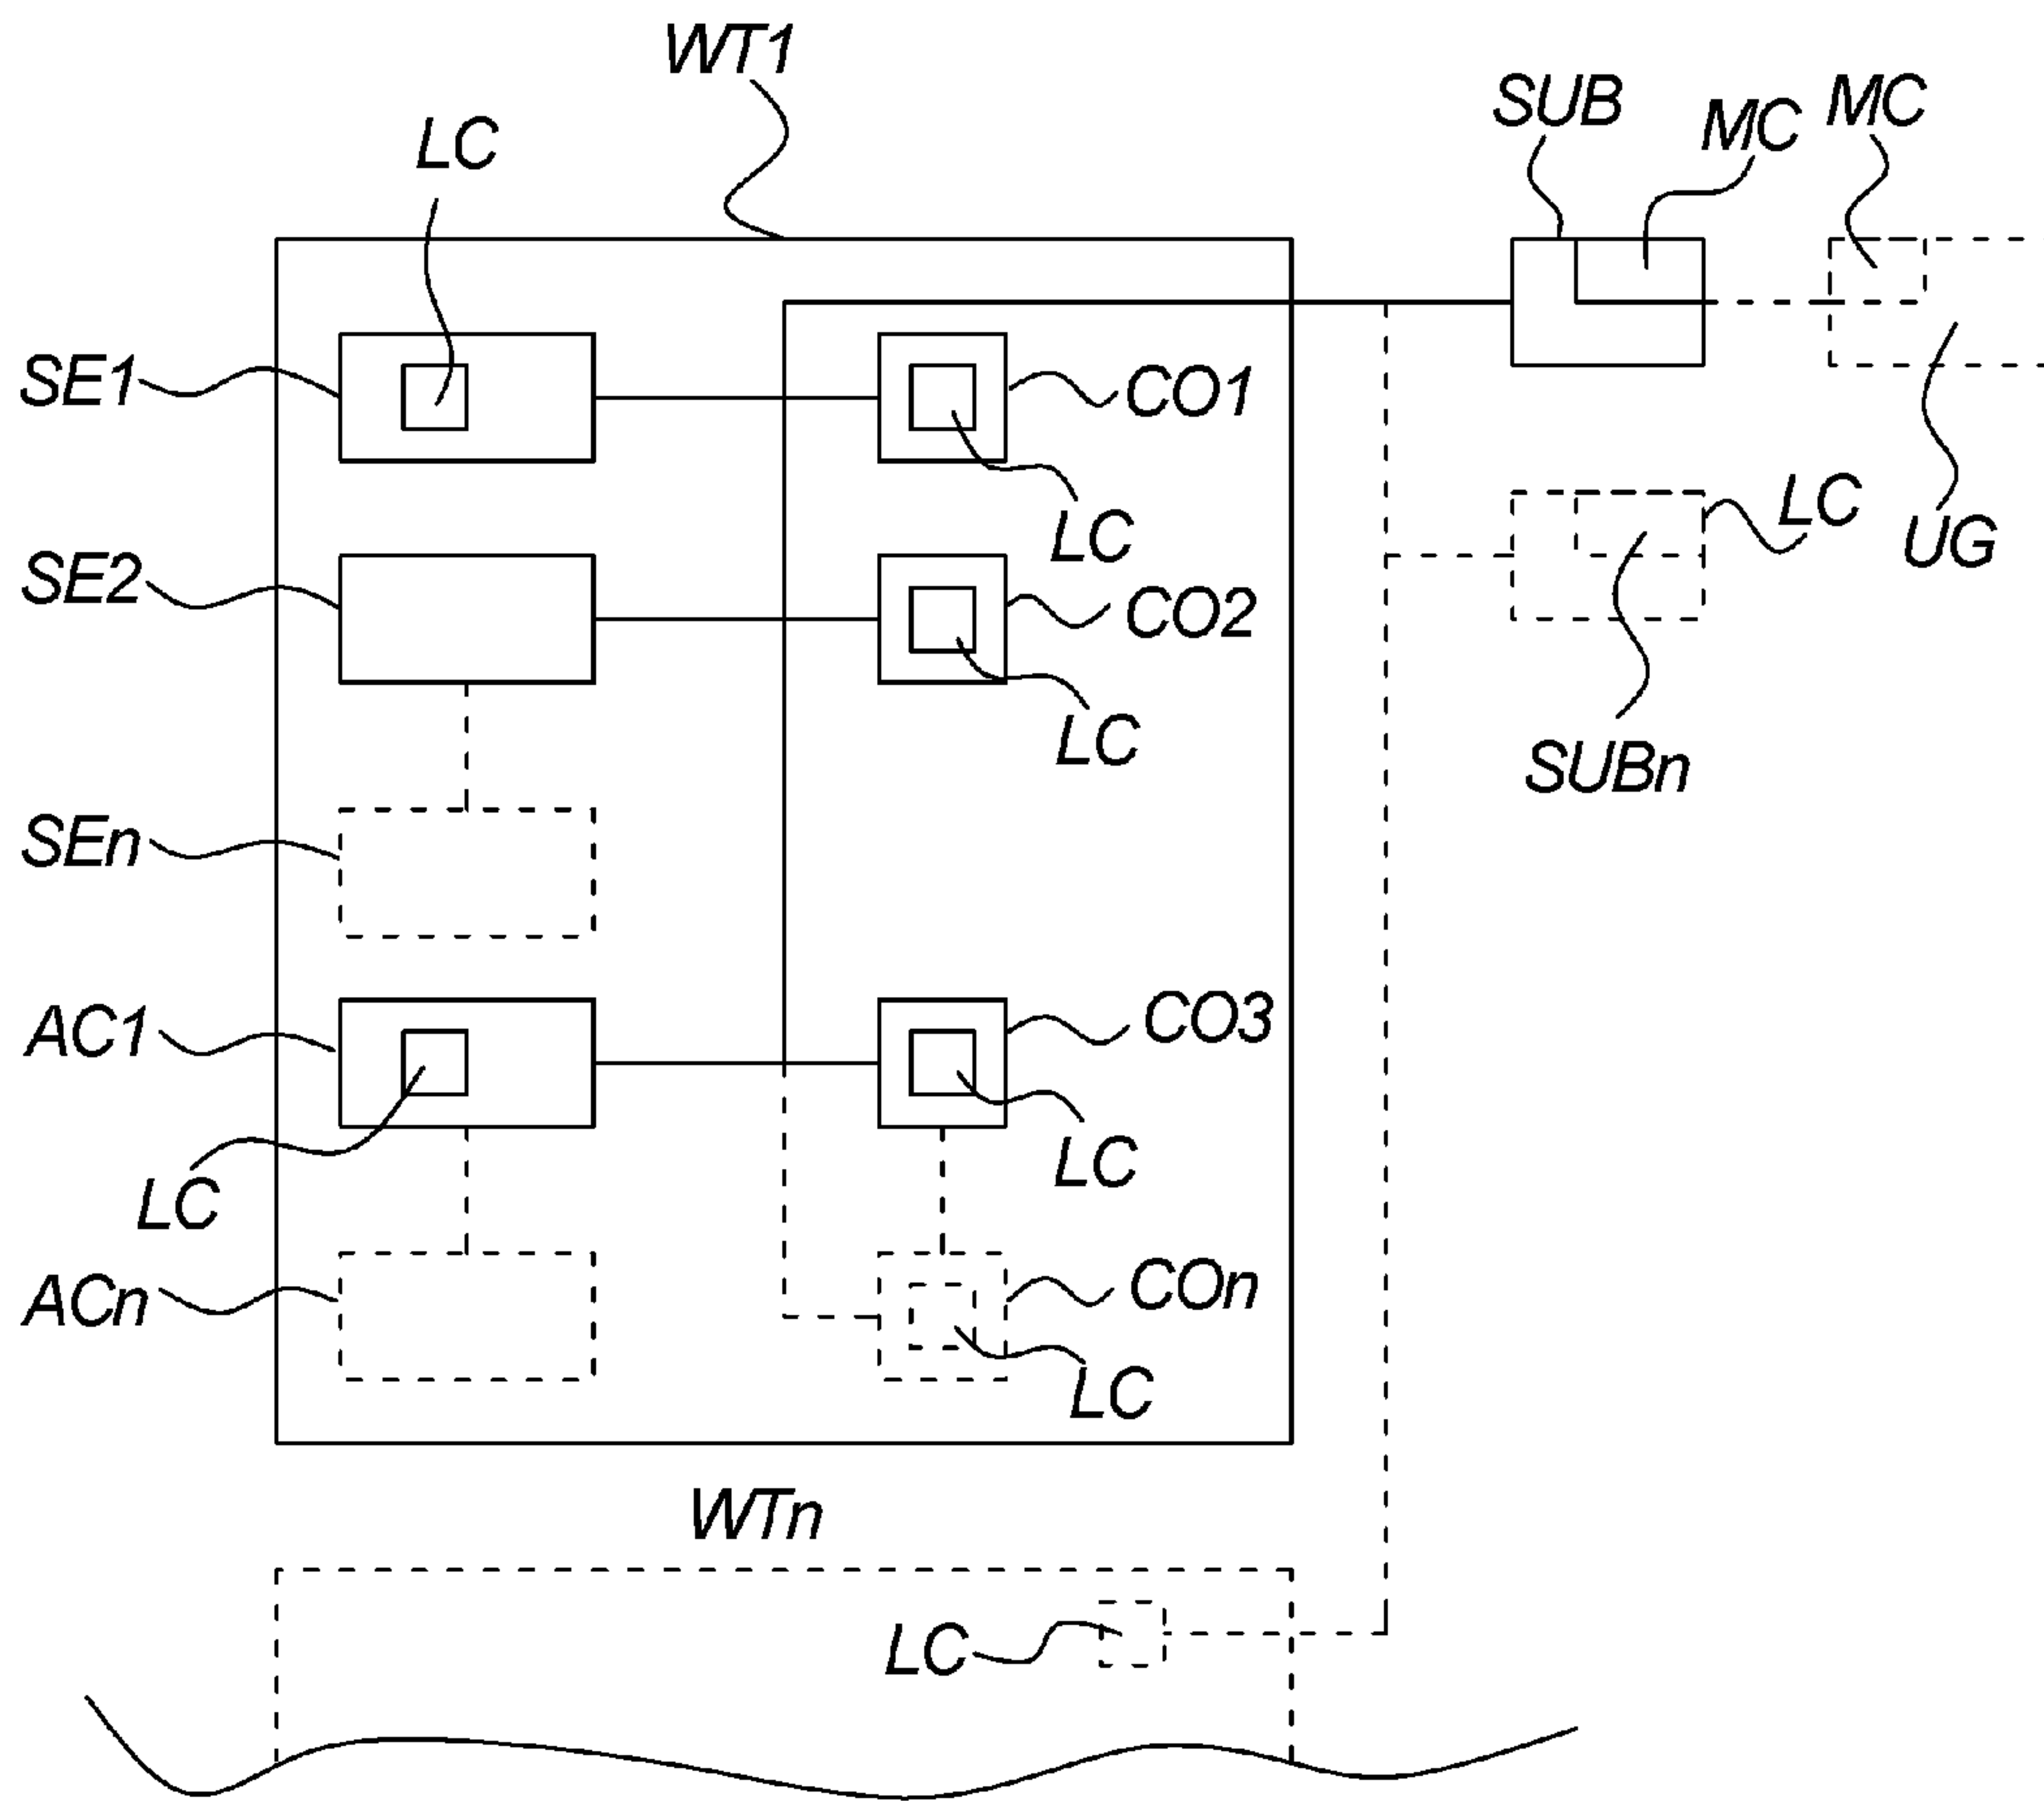 WT1
SUB
MC
MC
LC
SE1
CO1
LC
LC
UG
SE2
CO2
LC
SUBn
SEn
AC1
CO3
LC
LC
ACn
COn
LC
WTn
LC